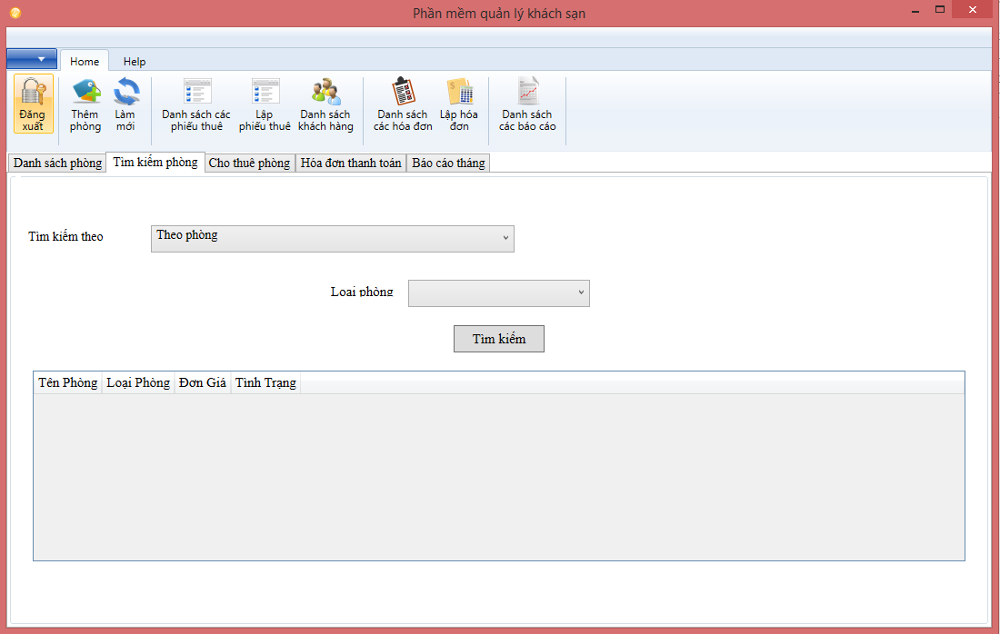 Phần mềm quản lý khách sạn
Home Help
Đăng xuất
Thêm phòng
Làm mới
Danh sách các phiếu thuê
Lập phiếu thuê
Danh sách khách hàng
Danh sách các hóa đơn
Lập hóa đơn
Danh sách các báo cáo
Danh sách phòng Tìm kiếm phòng Cho thuê phòng Hóa đơn thanh toán Báo cáo tháng
Tìm kiếm theo Theo phòng
Loại phòng
Tìm kiếm
Tên Phòng Loại Phòng Đơn Giá Tình Trạng